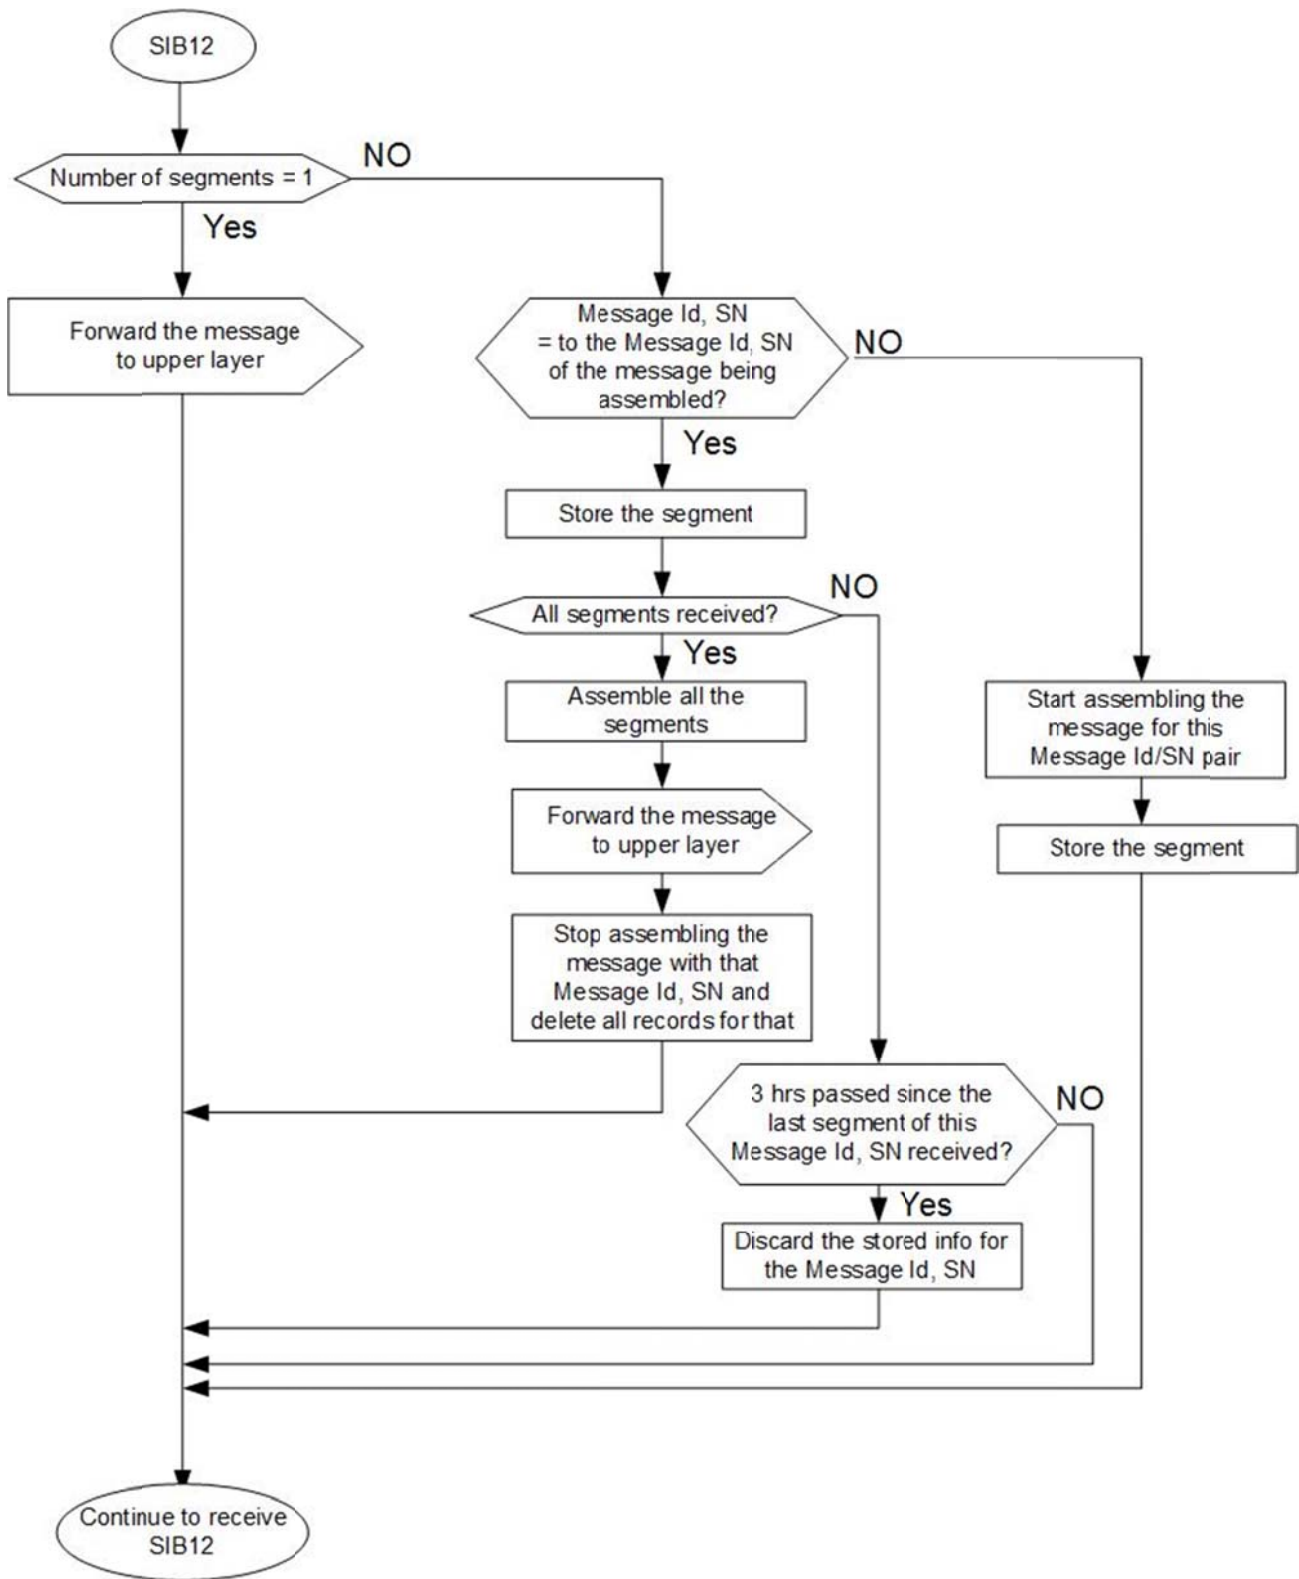 SIB12
NO
Number of segments = 1
Yes
Forward the message
to upper layer
Message Id, SN
= to the Message Id, SN
of the message being
assembled?
NO
Yes
Store the segment
NO
All segments received?
Yes
Assemble all the
segments
Forward the message
to upper layer
Stop assembling the
message with that
Message Id, SN and
delete all records for that
Start assembling the
message for this
Message Id/SN pair
Store the segment
3 hrs passed since the
last segment of this
Message Id, SN received?
NO
Yes
Discard the stored info for
the Message Id, SN
Continue to receive
SIB12